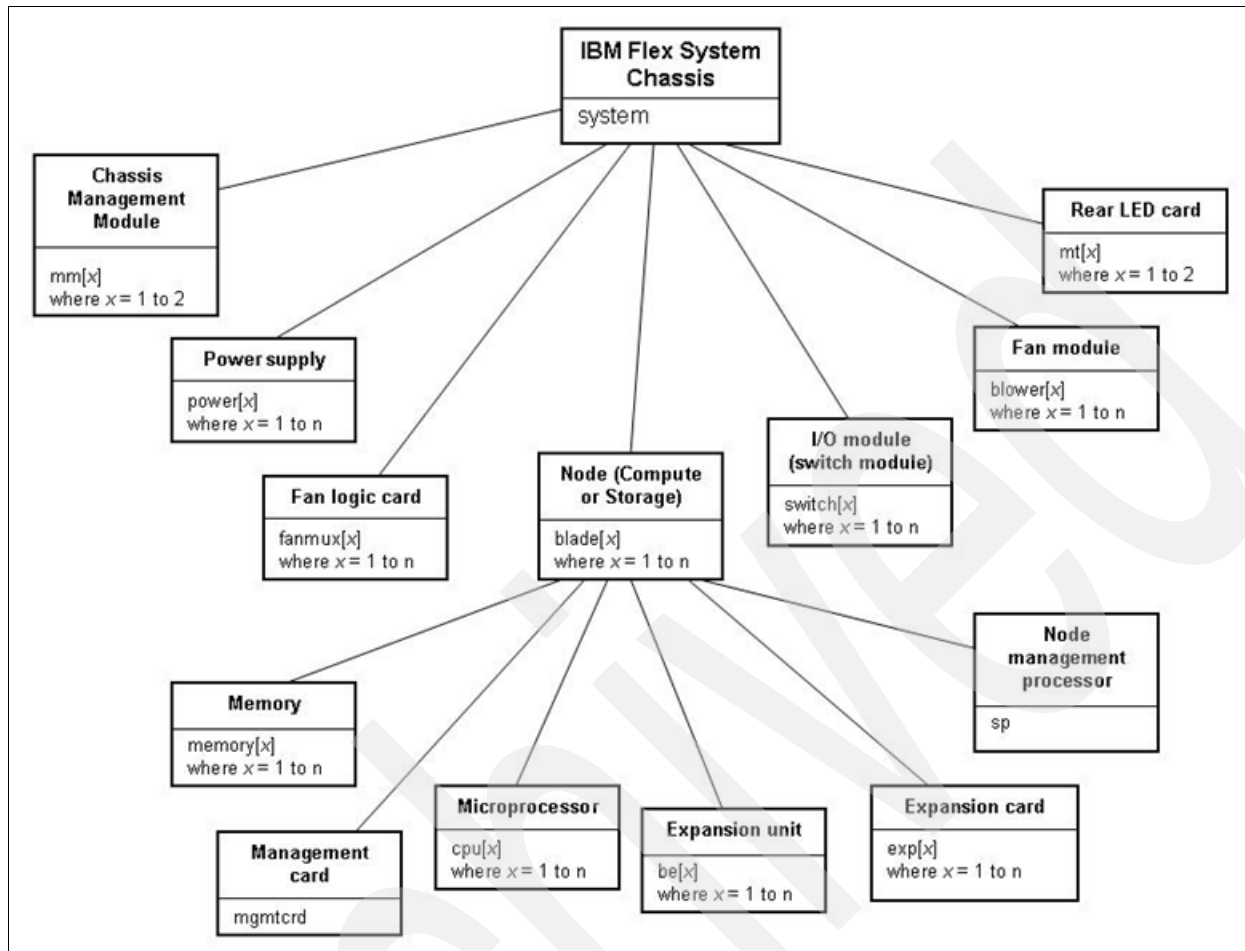 IBM Flex System
Chassis
system
Chassis
Management
Module
mm[x]
where x = 1 to 2
Rear LED card
mt[x]
where x = 1 to 2
Power supply
power[x]
where x = 1 to n
Fan module
blower[x]
where x = 1 to n
Fan logic card
fanmux[x]
where x = 1 to n
Node (Compute
or Storage)
blade[x]
where x = 1 to n
I/O module
(switch module)
switch[x]
where x = 1 to n
Node
management
processor
sp
Memory
memory[x]
where x = 1 to n
Management
card
mgmtcrd
Microprocessor
cpu[x]
where x = 1 to n
Expansion unit
be[x]
where x = 1 to n
Expansion card
exp[x]
where x = 1 to n